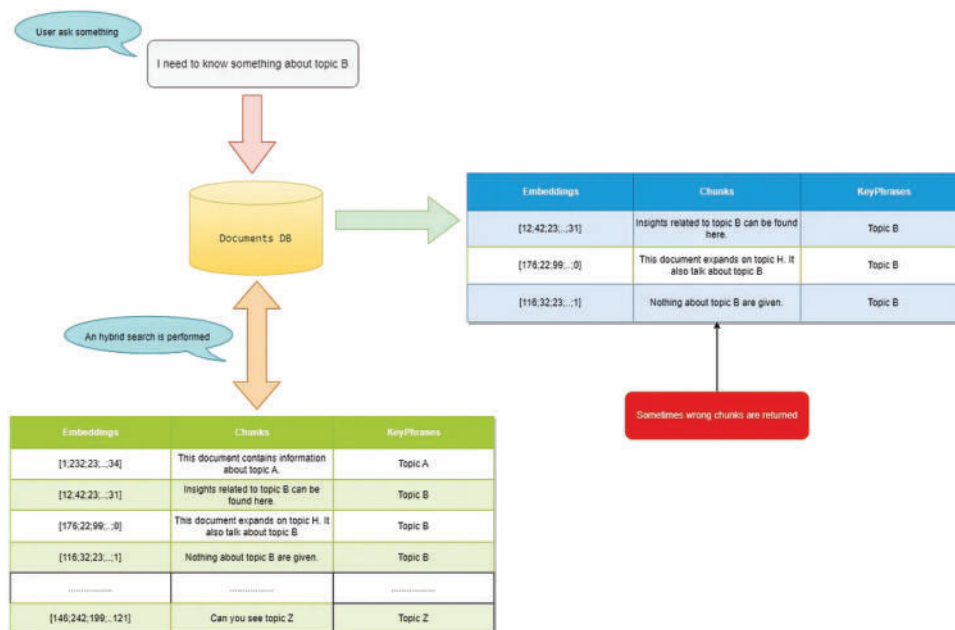 User ask something
I need to know something about topic B
Documents DB
Embeddings Chunks KeyPhrases
[12;42;23;..;31] Insights related to topic B can be found
here. Topic B
[176;22;99;..;0] This document expands on topic H. It
also talk about topic B Topic B
[116;32;23;..;1] Nothing about topic B are given. Topic B
An hybrid search is performed
Sometimes wrong chunks are returned
Embeddings Chunks KeyPhrases
[1;232;23;..;34] This document contains information
about topic A. Topic A
[12;42;23;..;31] Insights related to topic B can be
found here. Topic B
[176;22;99;..;0] This document expands on topic H. It
also talk about topic B Topic B
[116;32;23;..;1] Nothing about topic B are given. Topic B
................ ................ ................
[146;242;199;..121] Can you see topic Z Topic Z